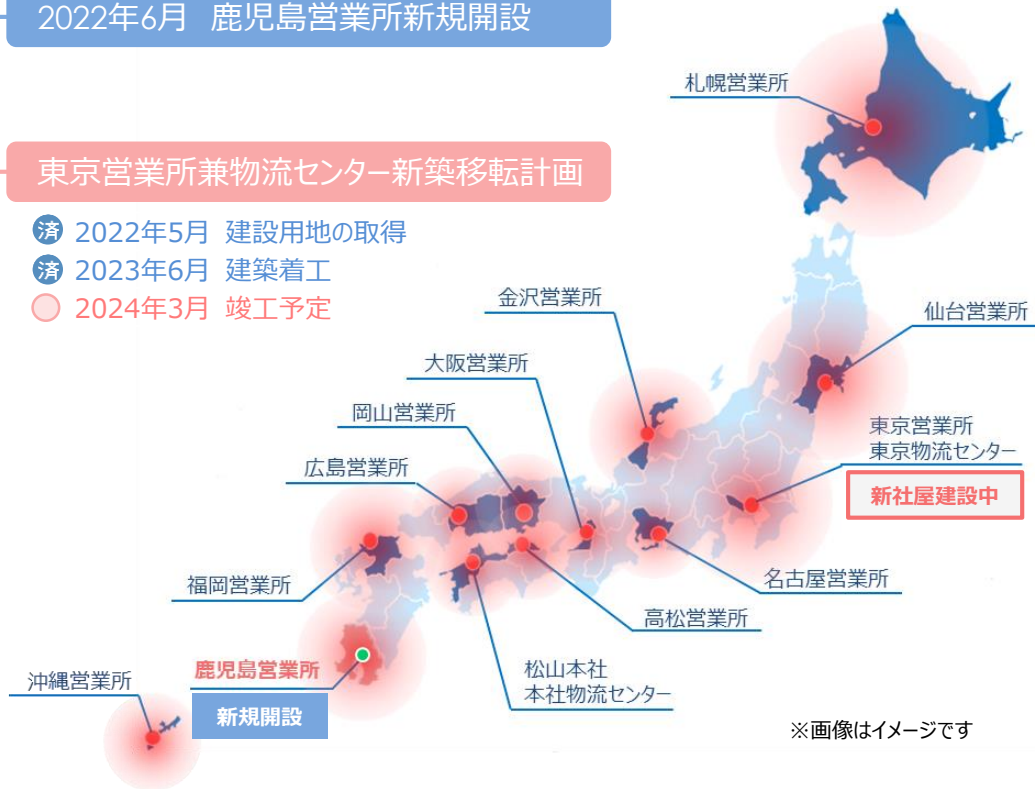 2022年6月 鹿児島営業所新規開設
東京営業所兼物流センター新築移転計画
済 2022年5月 建設用地の取得
済 2023年6月 建築着工
2024年3月 竣工予定
札幌営業所
金沢営業所
仙台営業所
大阪営業所
岡山営業所
東京営業所
東京物流センター
広島営業所
新社屋建設中
福岡営業所
名古屋営業所
高松営業所
鹿児島営業所
新規開設
松山本社
本社物流センター
沖縄営業所
※画像はイメージです